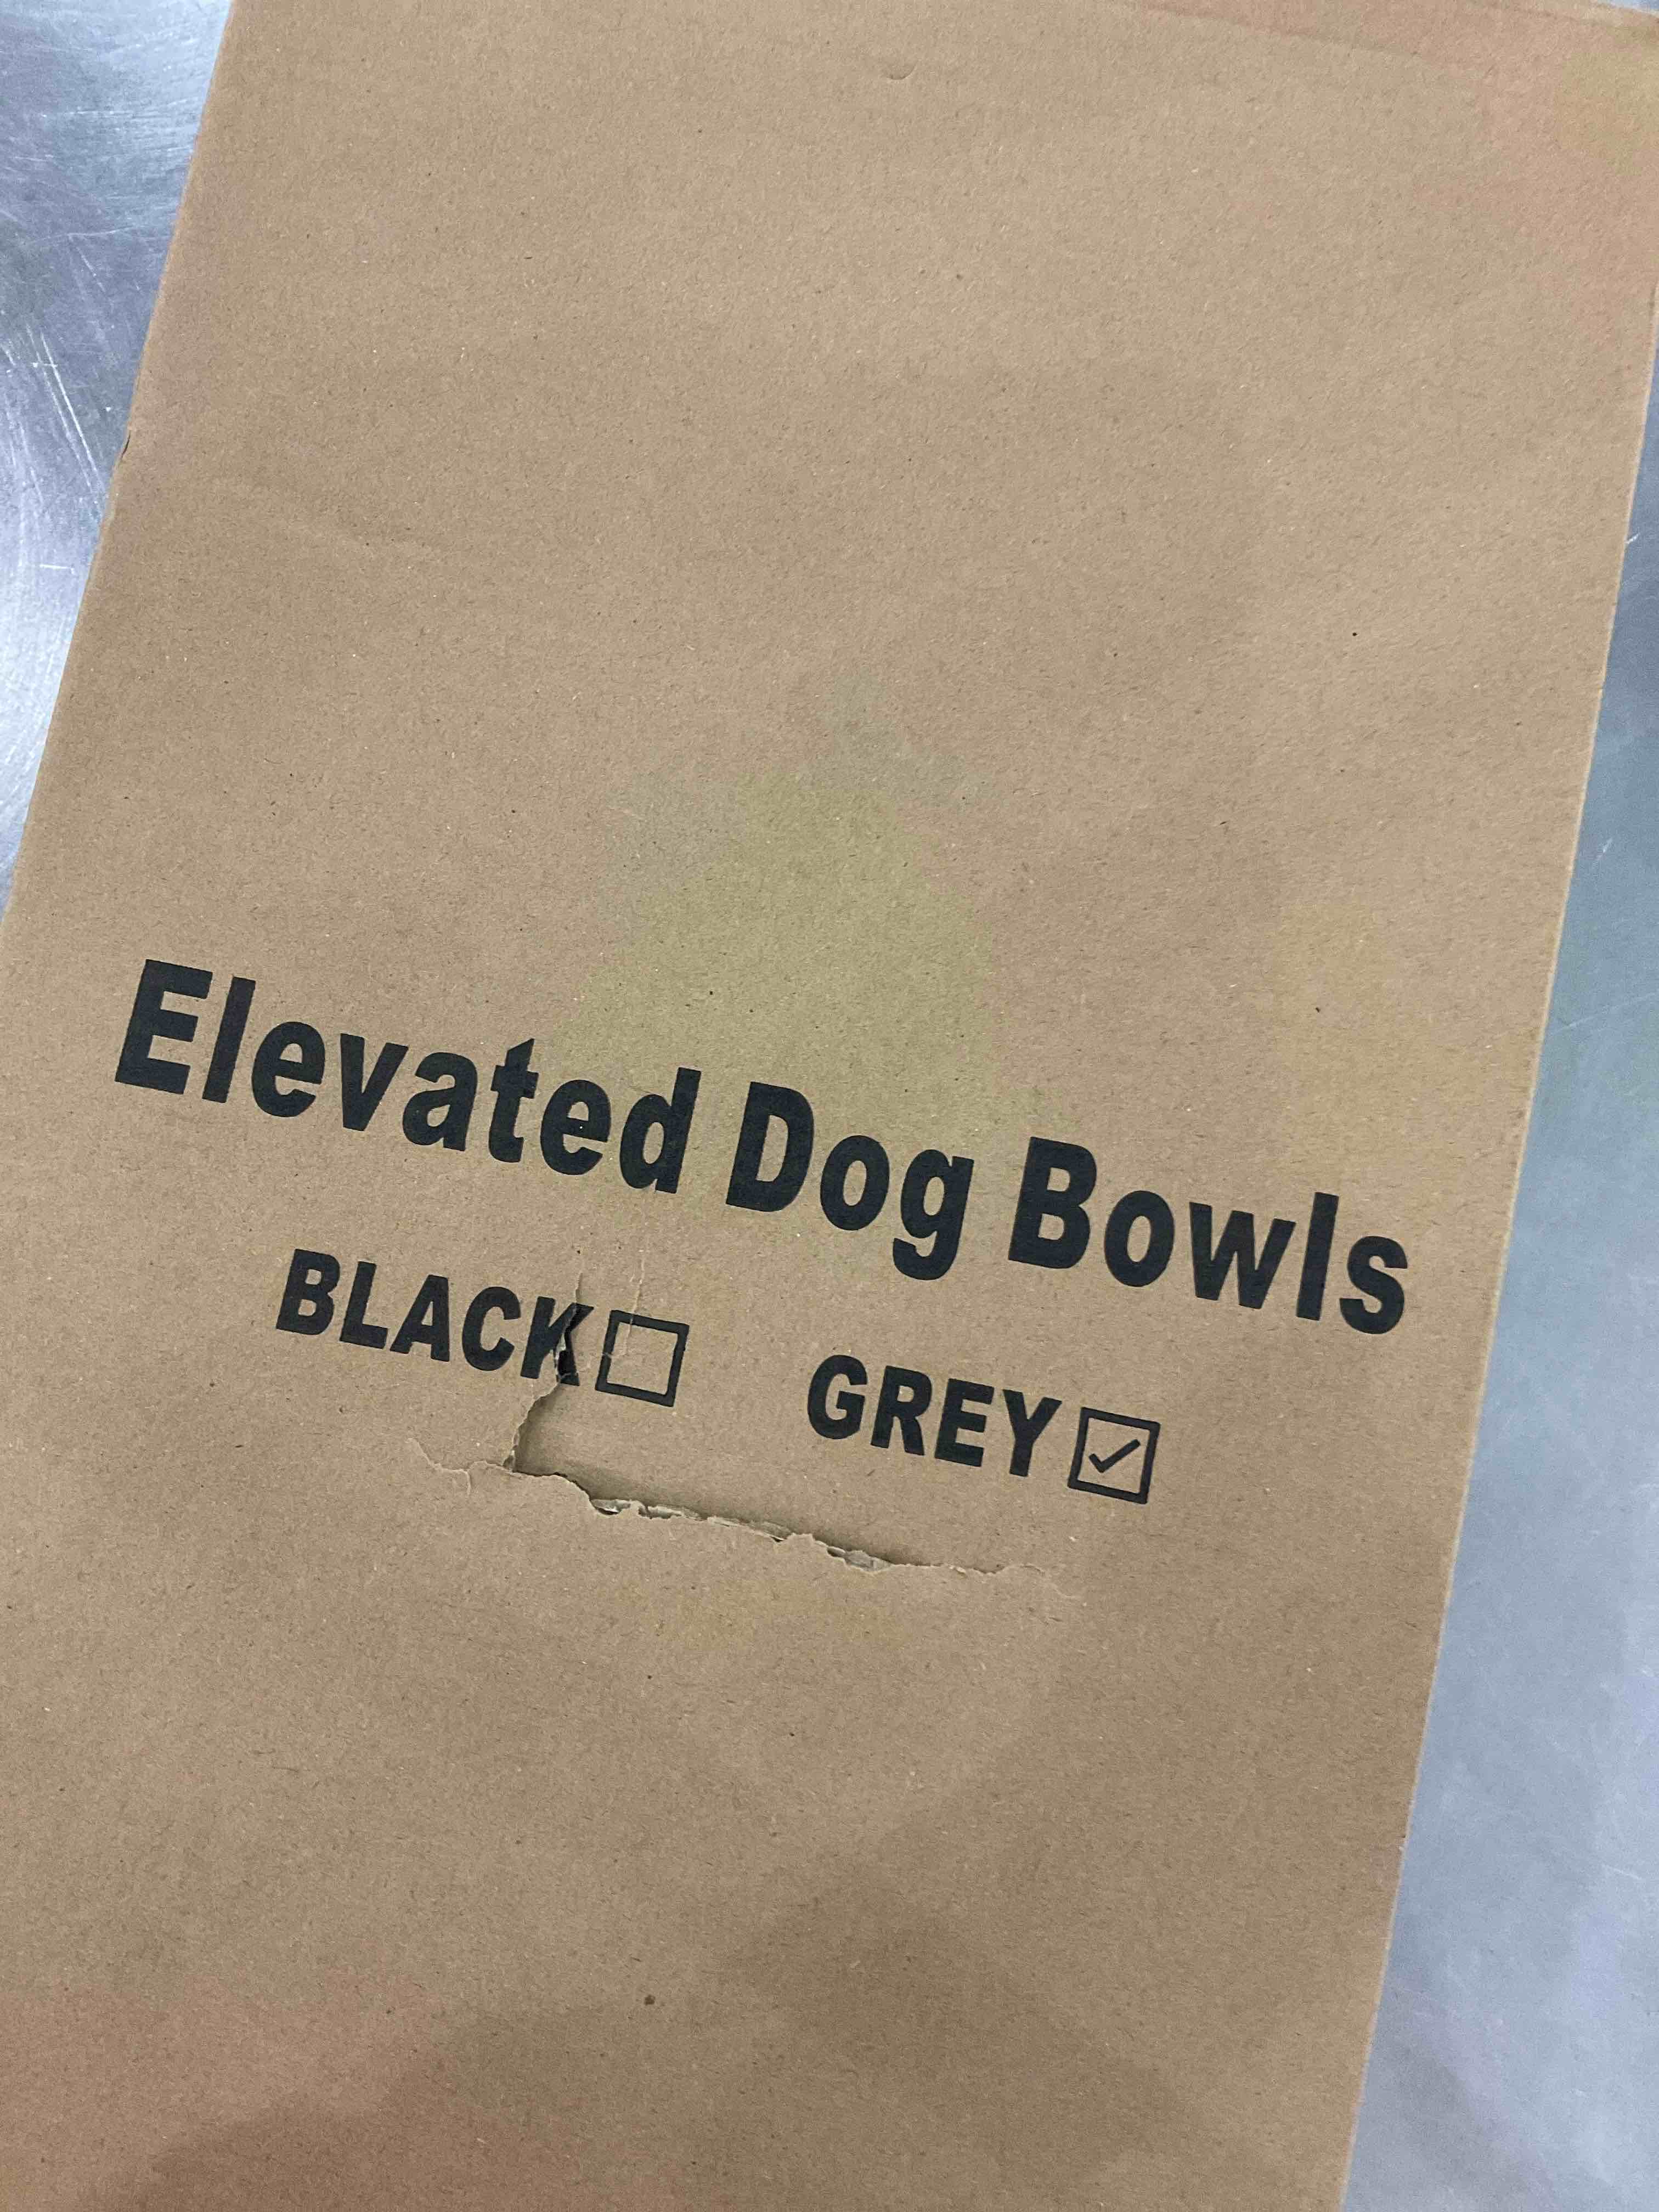 Elevated Dog Bowls
BLACK☐ GREY☑